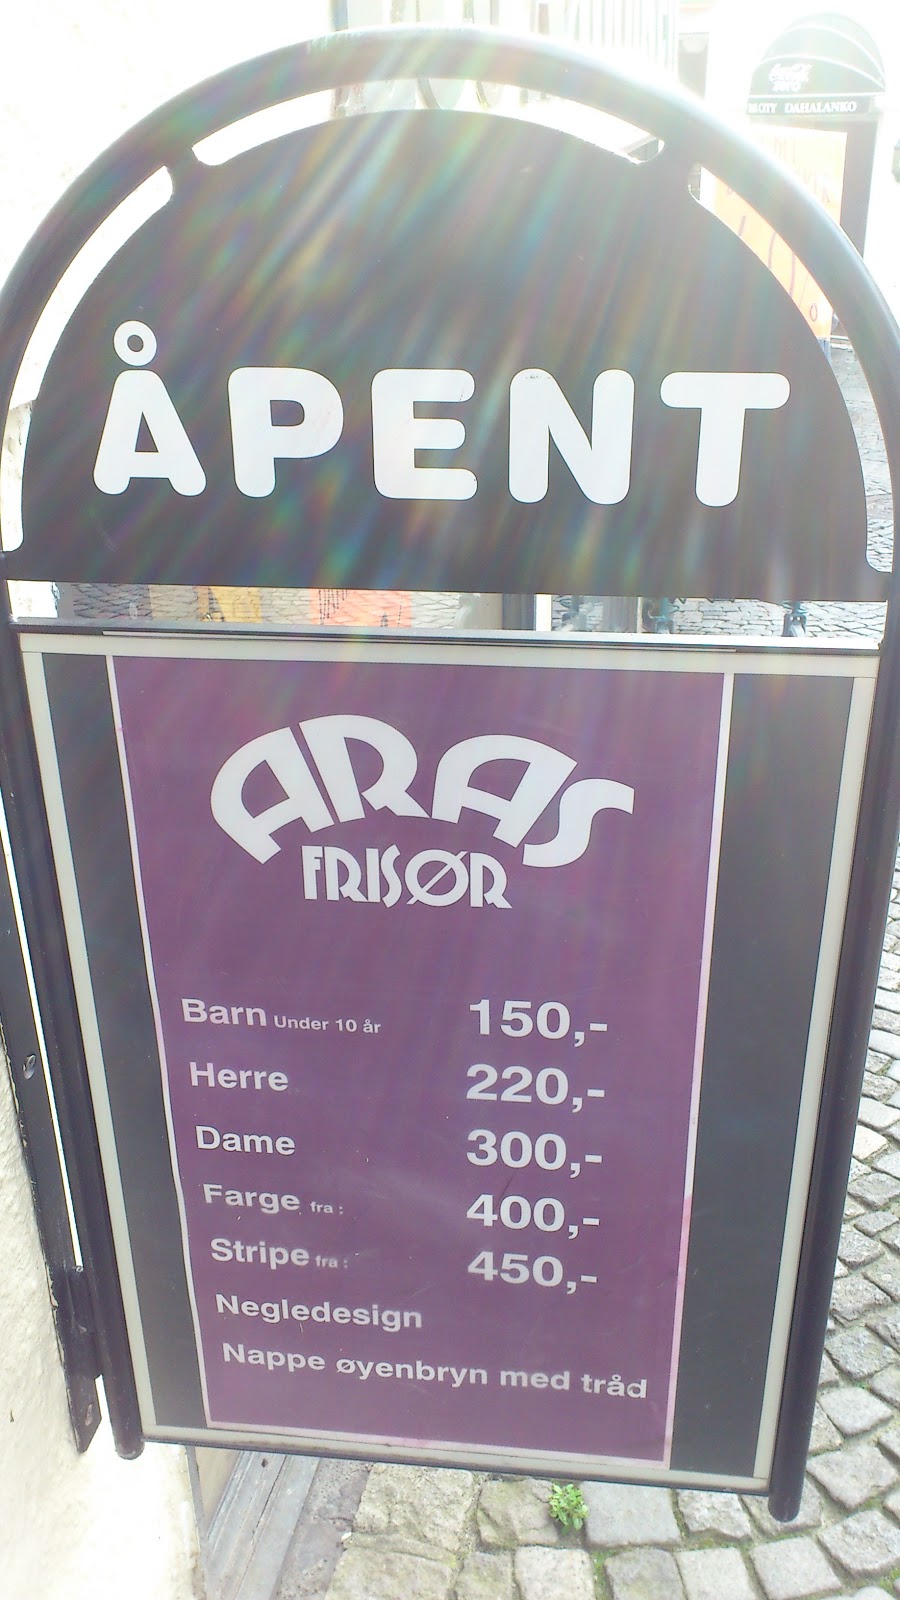 ÅPENT
ARAS
FRISØR
Barn Under 10 år 150,-
Herre 220,-
Dame 300,-
Farge fra : 400,-
Stripe fra : 450,-
Negledesign
Nappe øyenbryn med tråd
DAHALANKO